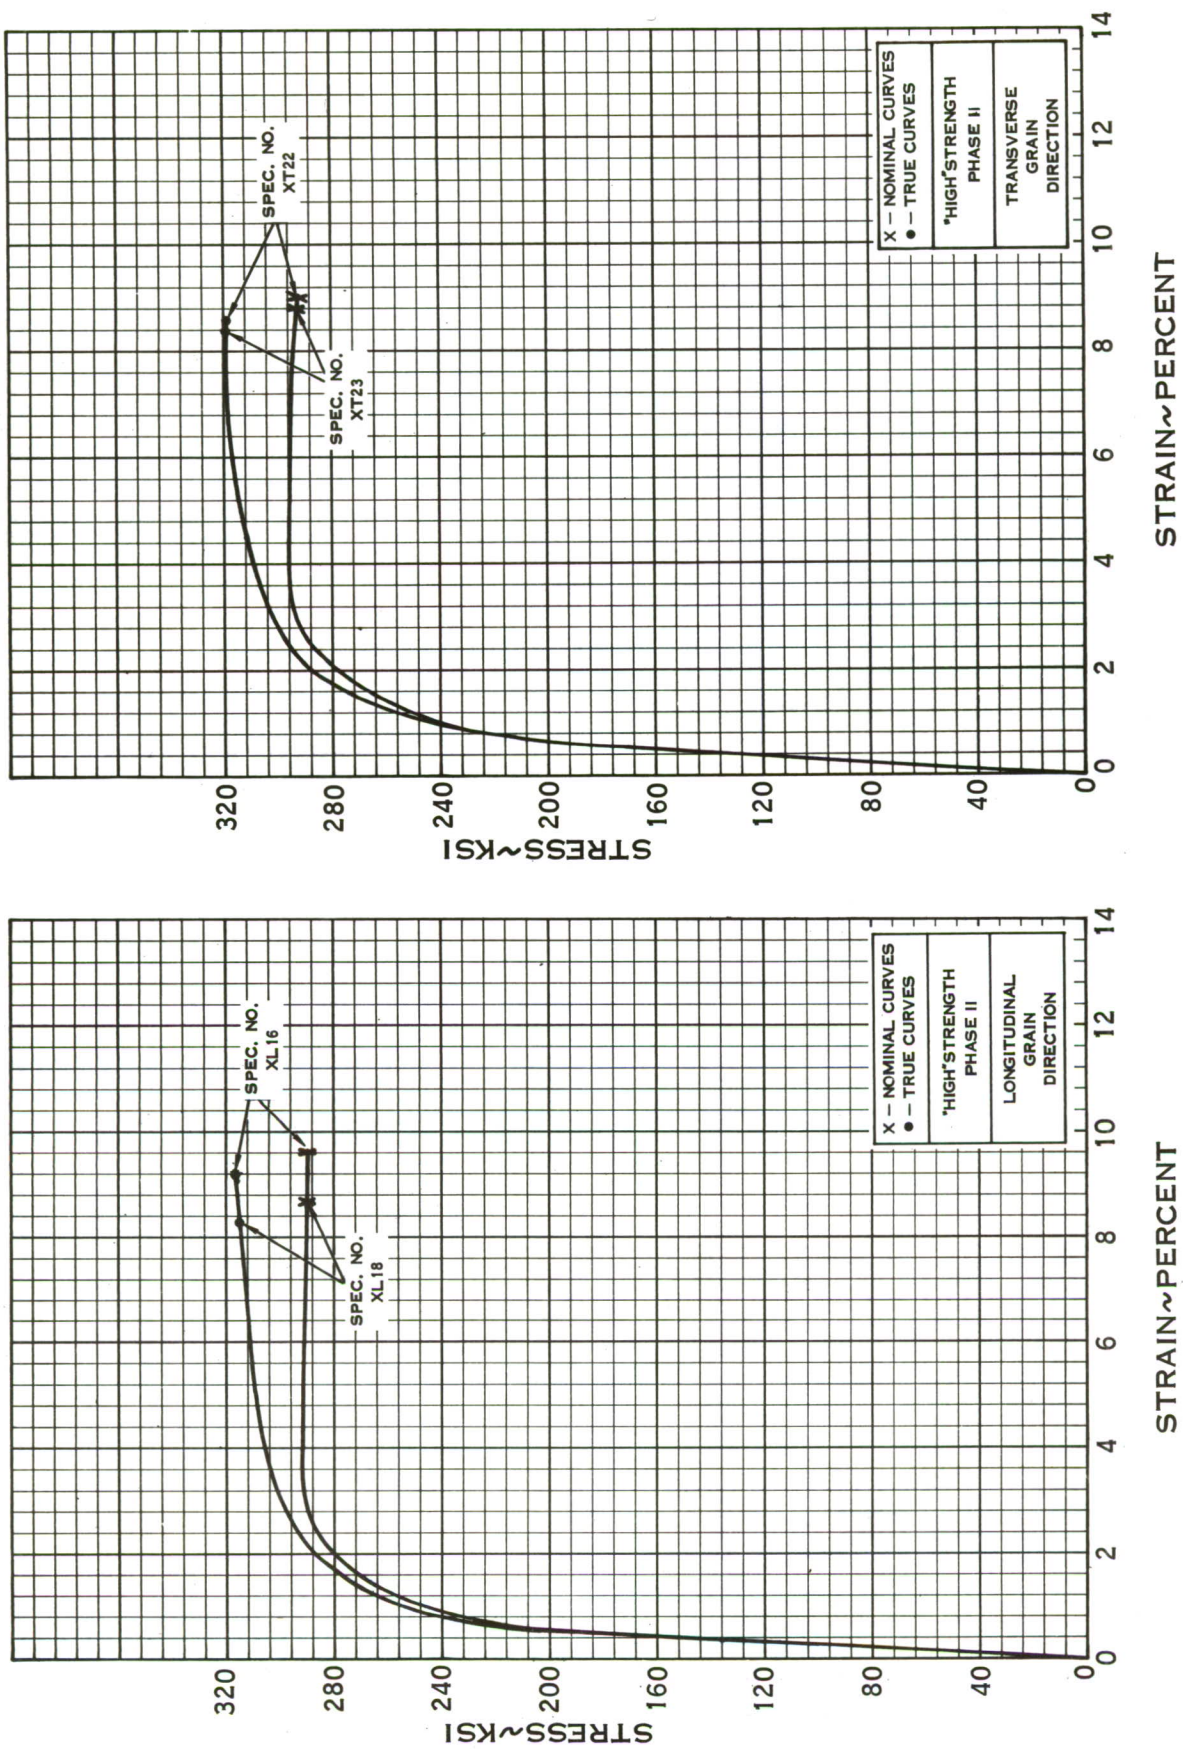 320
280
240
200
160
120
80
40
0
STRESS~KSI
0
2
4
6
8
10
12
14
STRAIN~PERCENT
SPEC. NO.
XL16
SPEC. NO.
XL18
X – NOMINAL CURVES
● – TRUE CURVES
"HIGH"STRENGTH
PHASE II
LONGITUDINAL
GRAIN
DIRECTION
320
280
240
200
160
120
80
40
0
STRESS~KSI
0
2
4
6
8
10
12
14
STRAIN~PERCENT
SPEC. NO.
XT22
SPEC. NO.
XT23
X – NOMINAL CURVES
● – TRUE CURVES
"HIGH"STRENGTH
PHASE II
TRANSVERSE
GRAIN
DIRECTION